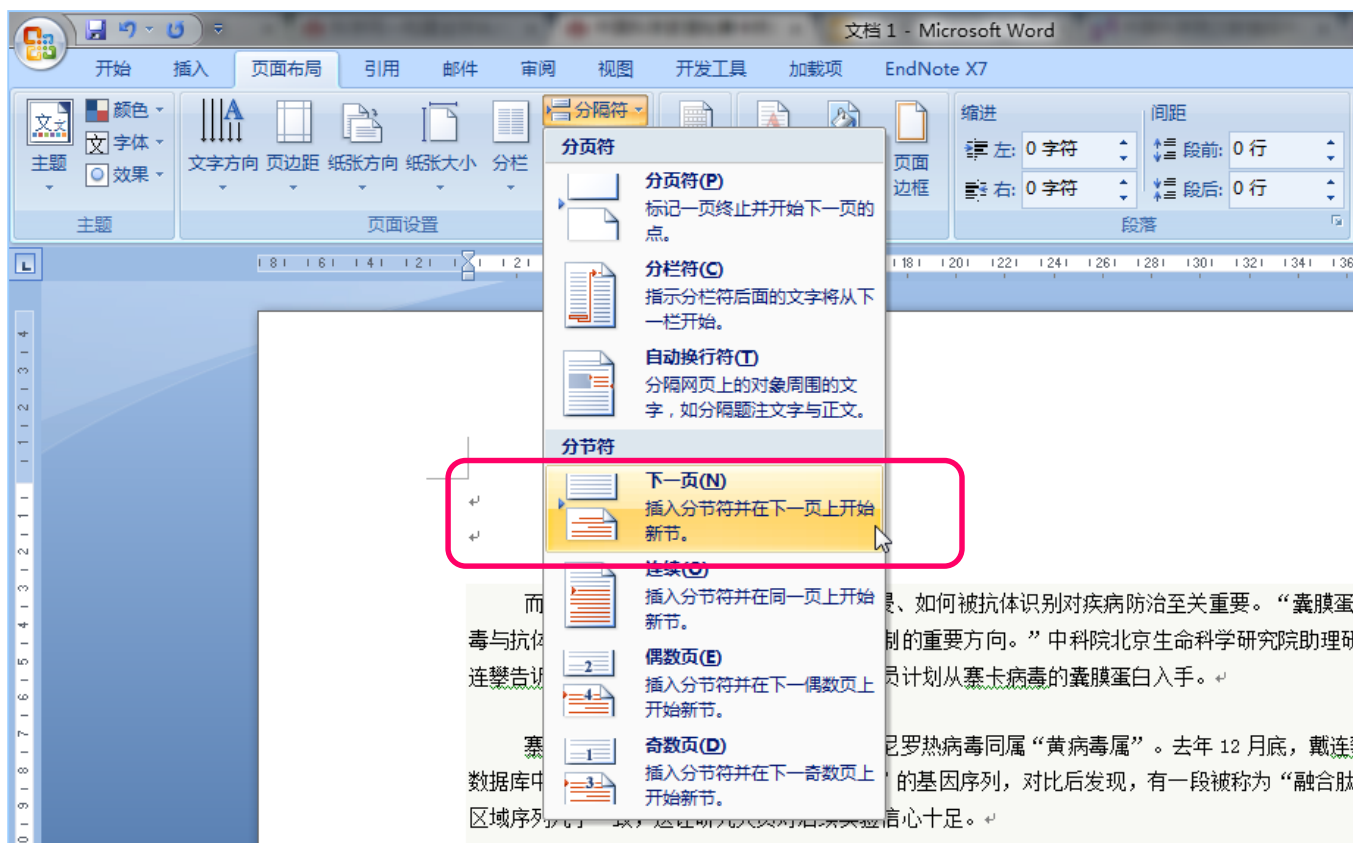 文档 1 - Microsoft Word
开始 插入 页面布局 引用 邮件 审阅 视图 开发工具 加载项 EndNote X7
主题
颜色
字体
效果
主题
文字方向 页边距 纸张方向 纸张大小 分栏
分隔符
页面设置
页面
边框
缩进
左: 0 字符
右: 0 字符
间距
段前: 0 行
段后: 0 行
段落
分页符
分页符(P)
标记一页终止并开始下一页的
点。
分栏符(C)
指示分栏符后面的文字将从下
一栏开始。
自动换行符(T)
分隔网页上的对象周围的文
字，如分隔题注文字与正文。
分节符
下一页(N)
插入分节符并在下一页上开始
新节。
连续(O)
插入分节符并在同一页上开始
新节。
偶数页(E)
插入分节符并在下一偶数页上
开始新节。
奇数页(D)
插入分节符并在下一奇数页上
开始新节。
8 6 4 2 2 18 20 22 24 26 28 30 32 34 36
而 、如何被抗体识别对疾病防治至关重要。“囊膜蛋
毒与抗体 制的重要方向。”中科院北京生命科学研究院助理研
连攀告诉 员计划从塞卡病毒的囊膜蛋白入手。
寨 尼罗热病毒同属“黄病毒属”。去年 12 月底，戴连
数据库中 ”的基因序列，对比后发现，有一段被称为“融合肽
区域序列 信心十足。